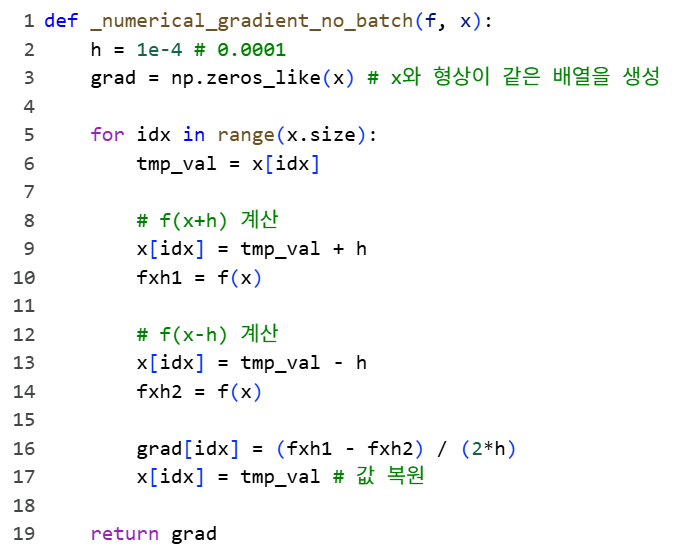 1 def _numerical_gradient_no_batch(f, x):
2     h = 1e-4 # 0.0001
3     grad = np.zeros_like(x) # x와 형상이 같은 배열을 생성
4
5     for idx in range(x.size):
6         tmp_val = x[idx]
7
8         # f(x+h) 계산
9         x[idx] = tmp_val + h
10         fxh1 = f(x)
11
12         # f(x-h) 계산
13         x[idx] = tmp_val - h
14         fxh2 = f(x)
15
16         grad[idx] = (fxh1 - fxh2) / (2*h)
17         x[idx] = tmp_val # 값 복원
18
19     return grad